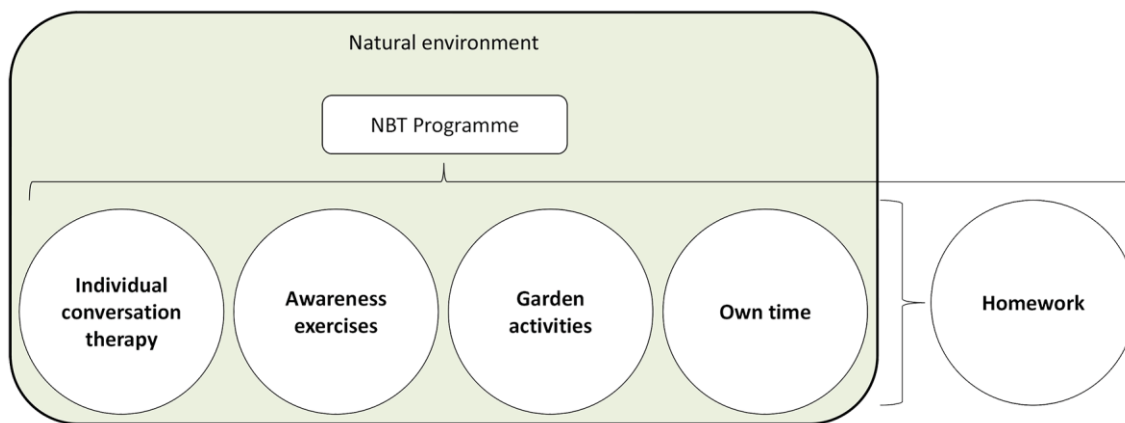 Natural environment
NBT Programme
Individual
conversation
therapy
Awareness
exercises
Garden
activities
Own time
Homework